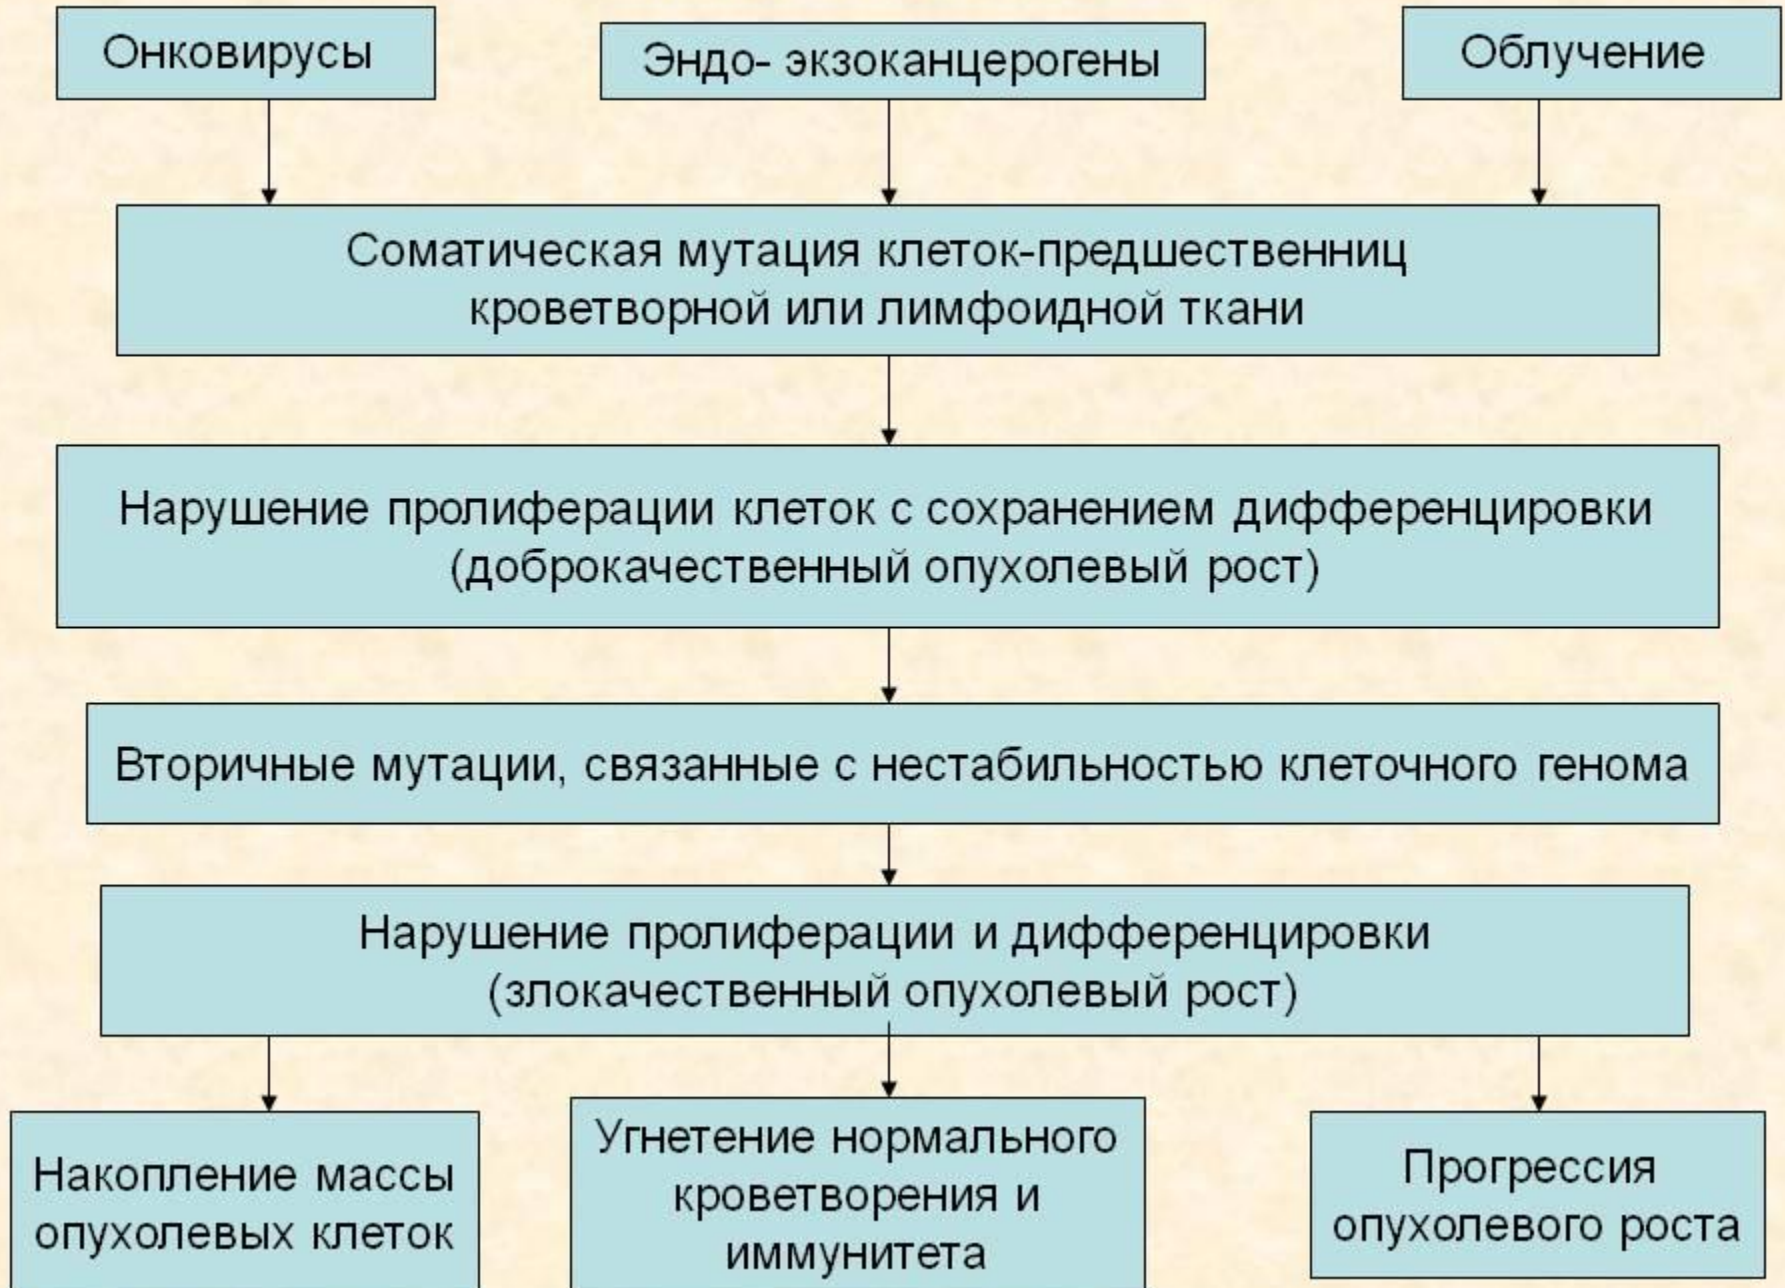 Онковирусы
Эндо- экзоканцерогены
Облучение
Соматическая мутация клеток-предшественниц
кроветворной или лимфоидной ткани
Нарушение пролиферации клеток с сохранением дифференцировки
(доброкачественный опухолевый рост)
Вторичные мутации, связанные с нестабильностью клеточного генома
Нарушение пролиферации и дифференцировки
(злокачественный опухолевый рост)
Накопление массы
опухолевых клеток
Угнетение нормального
кроветворения и
иммунитета
Прогрессия
опухолевого роста